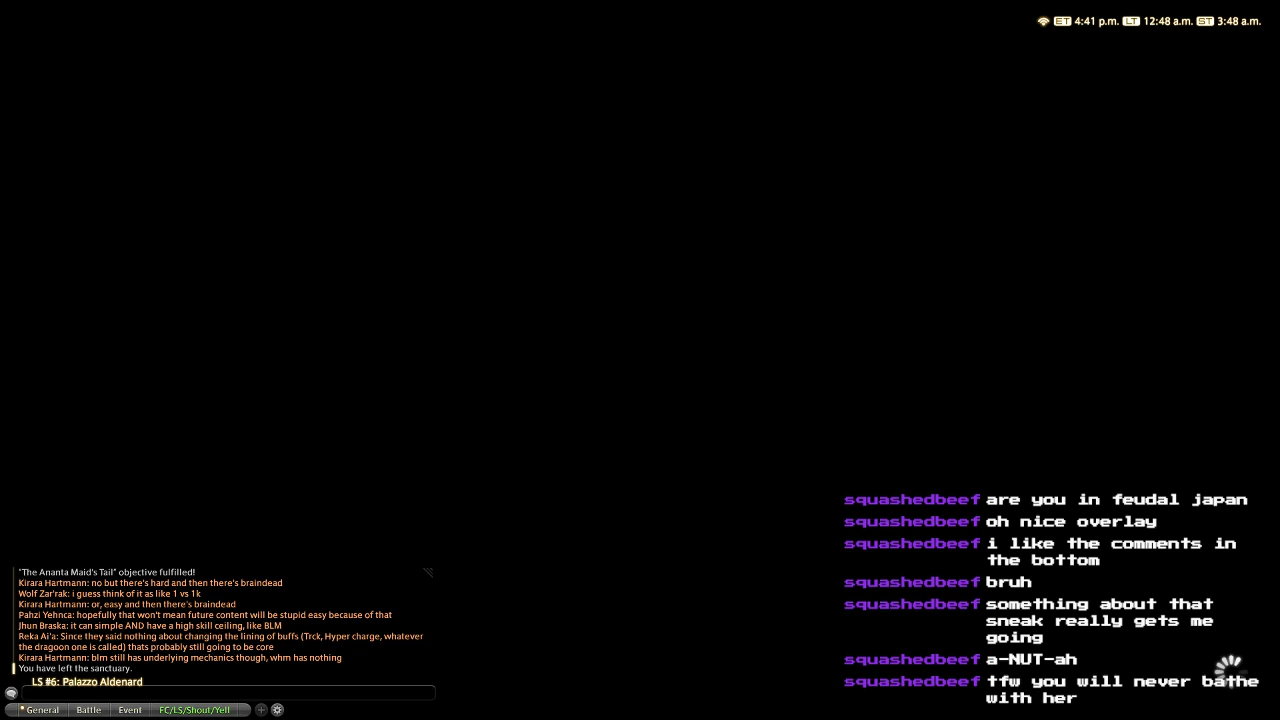 ET 4:41 p.m. LT 12:48 a.m. ST 3:48 a.m.
squashedbeef are you in feudal japan
squashedbeef oh nice overlay
squashedbeef i like the comments in
the bottom
squashedbeef bruh
squashedbeef something about that
sneak really gets me
going
squashedbeef a-NUT-ah
squashedbeef tfw you will never bathe
with her
"The Ananta Maid's Tail" objective fulfilled!
Kirara Hartmann: no but there's hard and then there's braindead
Wolf Zar'rak: i guess think of it as like 1 vs 1k
Kirara Hartmann: or, easy and then there's braindead
Pahzi Yehnca: hopefully that won't mean future content will be stupid easy because of that
Jhun Braska: it can simple AND have a high skill ceiling, like BLM
Reka Ai'a: Since they said nothing about changing the lining of buffs (Trck, Hyper charge, whatever
the dragoon one is called) thats probably still going to be core
Kirara Hartmann: blm still has underlying mechanics though, whm has nothing
You have left the sanctuary.
LS #6: Palazzo Aldenard
General Battle Event FC/LS/Shout/Yell